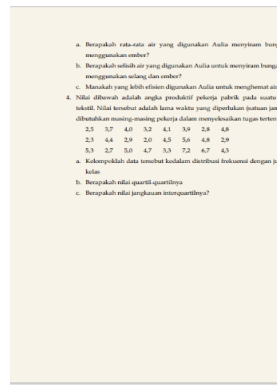 a. Berapakah rata-rata air yang digunakan Aulia menyiram
menggunakan ember?
b. Berapakah selisih air yang digunakan Aulia untuk menyiram
menggunakan selang dan ember?
c. Manakah yang lebih efisien digunakan Aulia untuk menghemat
4. Nilai dibawah adalah angka produktif pekerja pabrik pada suatu
tekstil. Nilai tersebut adalah lama waktu yang diperlukan (satuan
dibutuhkan masing-masing pekerja dalam menyelesaikan tugas
2,5 3,7 4,0 3,2 4,1 3,9 2,8 4,8
2,3 4,4 2,9 2,0 4,5 5,6 4,8 2,9
5,3 2,7 5,0 4,7 3,3 7,2 6,7 4,3
a. Kelompoklah data tersebut kedalam distribusi frekuensi dengan
kelas
b. Berapakah nilai quartil-quartilnya
c. Berapakah nilai jangkauan interquartilnya?